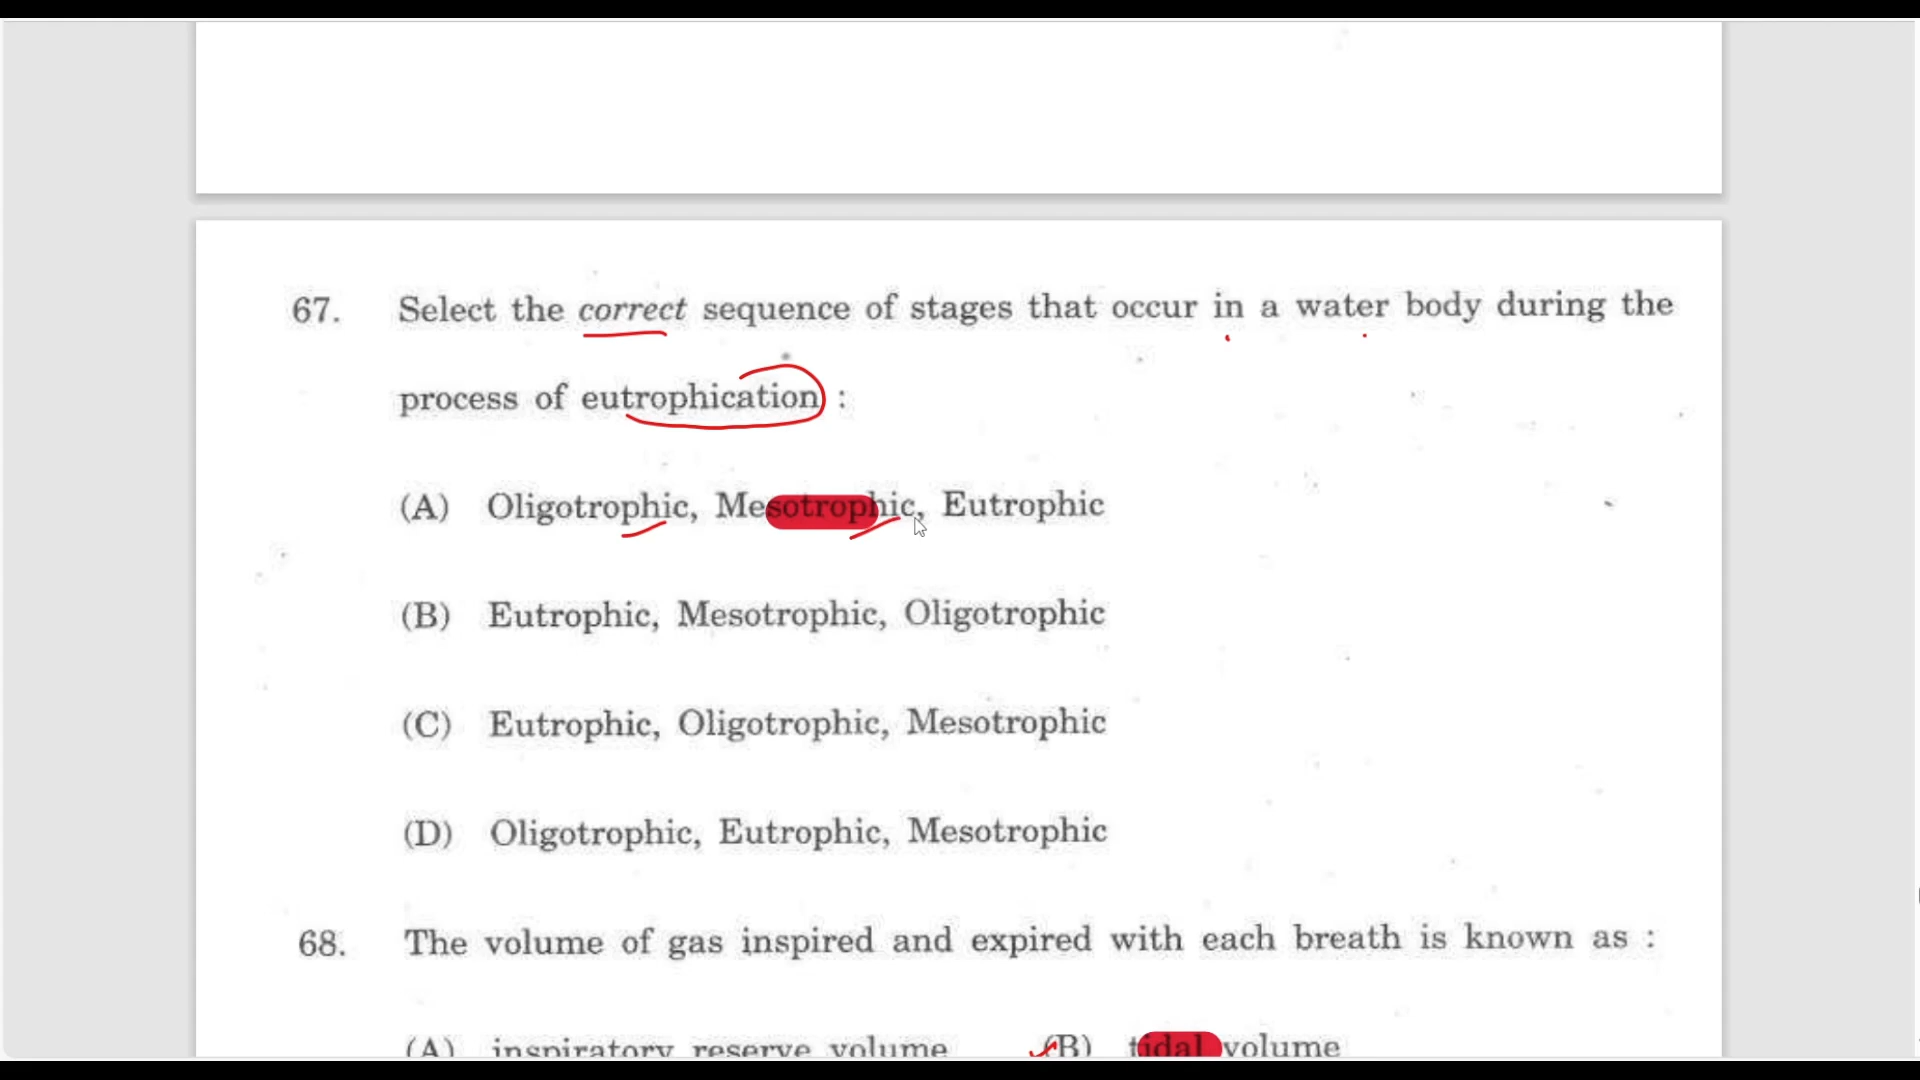 67. Select the correct sequence of stages that occur in a water body during the
process of eutrophication :
(A) Oligotrophic, Mesotrophic, Eutrophic
(B) Eutrophic, Mesotrophic, Oligotrophic
(C) Eutrophic, Oligotrophic, Mesotrophic
(D) Oligotrophic, Eutrophic, Mesotrophic
68. The volume of gas inspired and expired with each breath is known as :
(A) inspiratory reserve volume (B) tidal volume